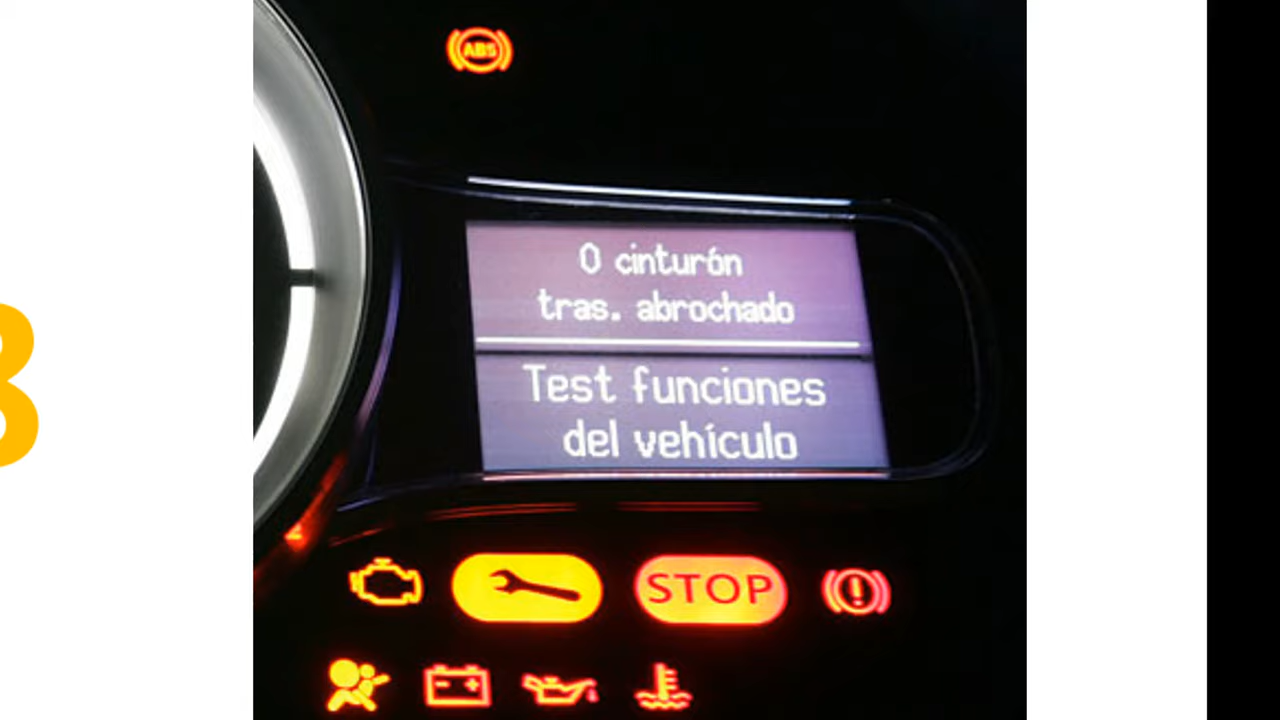 ABS
0 cinturón
tras. abrochado
Test funciones
del vehículo
STOP